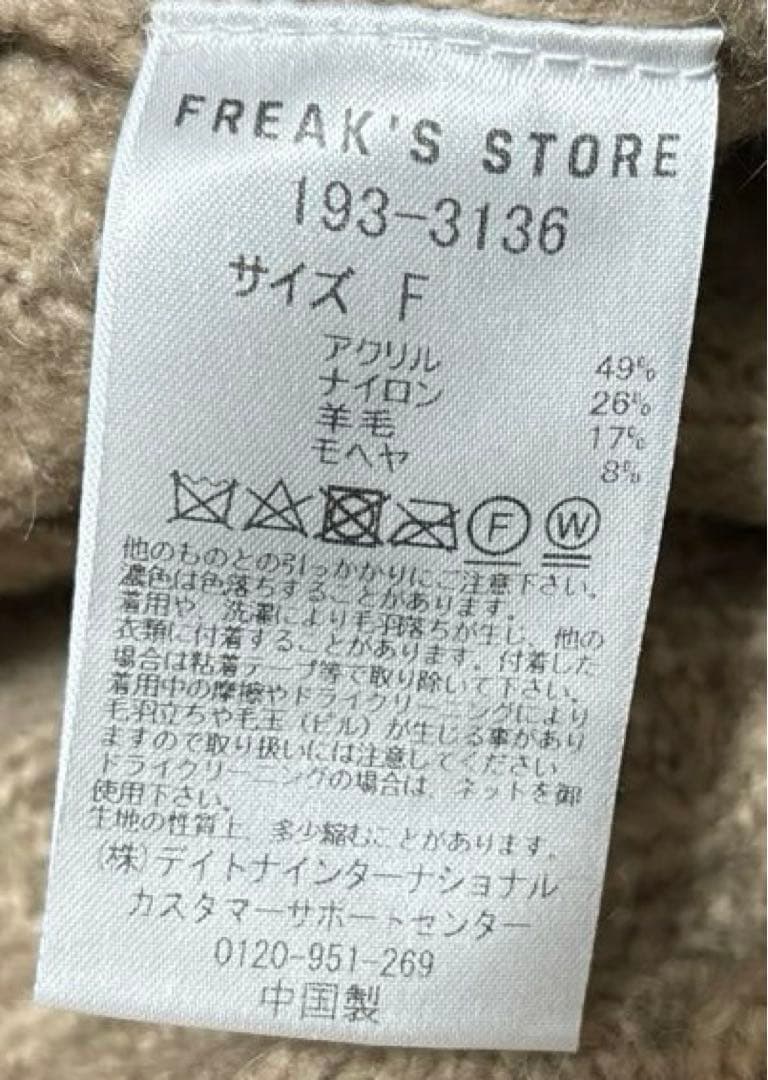 FREAK'S STORE
193-3136
サイズ F
アクリル 49%
ナイロン 26%
羊毛 17%
モヘヤ 8%
F W
他のものとの引っかかりにご注意下さい。
濃色は色落ちすることがあります。
着用や、洗濯により毛羽落ちが生じ、他の
衣類に付着することがあります。付着した
場合は粘着テープ等で取り除いて下さい。
着用中の摩擦やドライクリーニングにより
毛羽立ちや毛玉(ピル)が生じる事があり
ますので取り扱いには注意してください。
ドライクリーニングの場合は、ネットを御
使用下さい。
生地の性質上、多少縮むことがあります。
(株)デイトナインターナショナル
カスタマーサポートセンター
0120-951-269
中国製